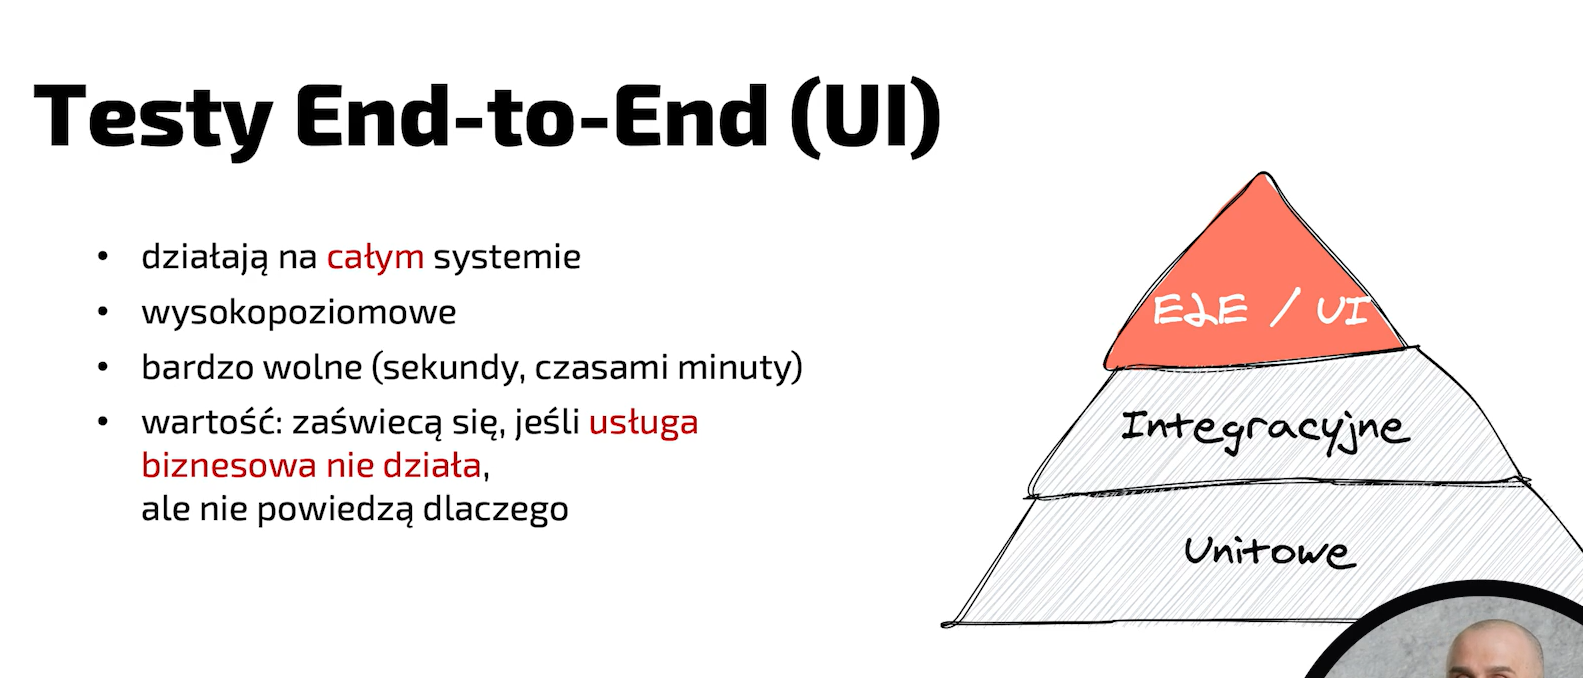 Testy End-to-End (UI)
• działają na całym systemie
• wysokopoziomowe
• bardzo wolne (sekundy, czasami minuty)
• wartość: zaświecą się, jeśli usługa
biznesowa nie działa,
ale nie powiedzą dlaczego
E2E / UI
Integracyjne
Unitowe